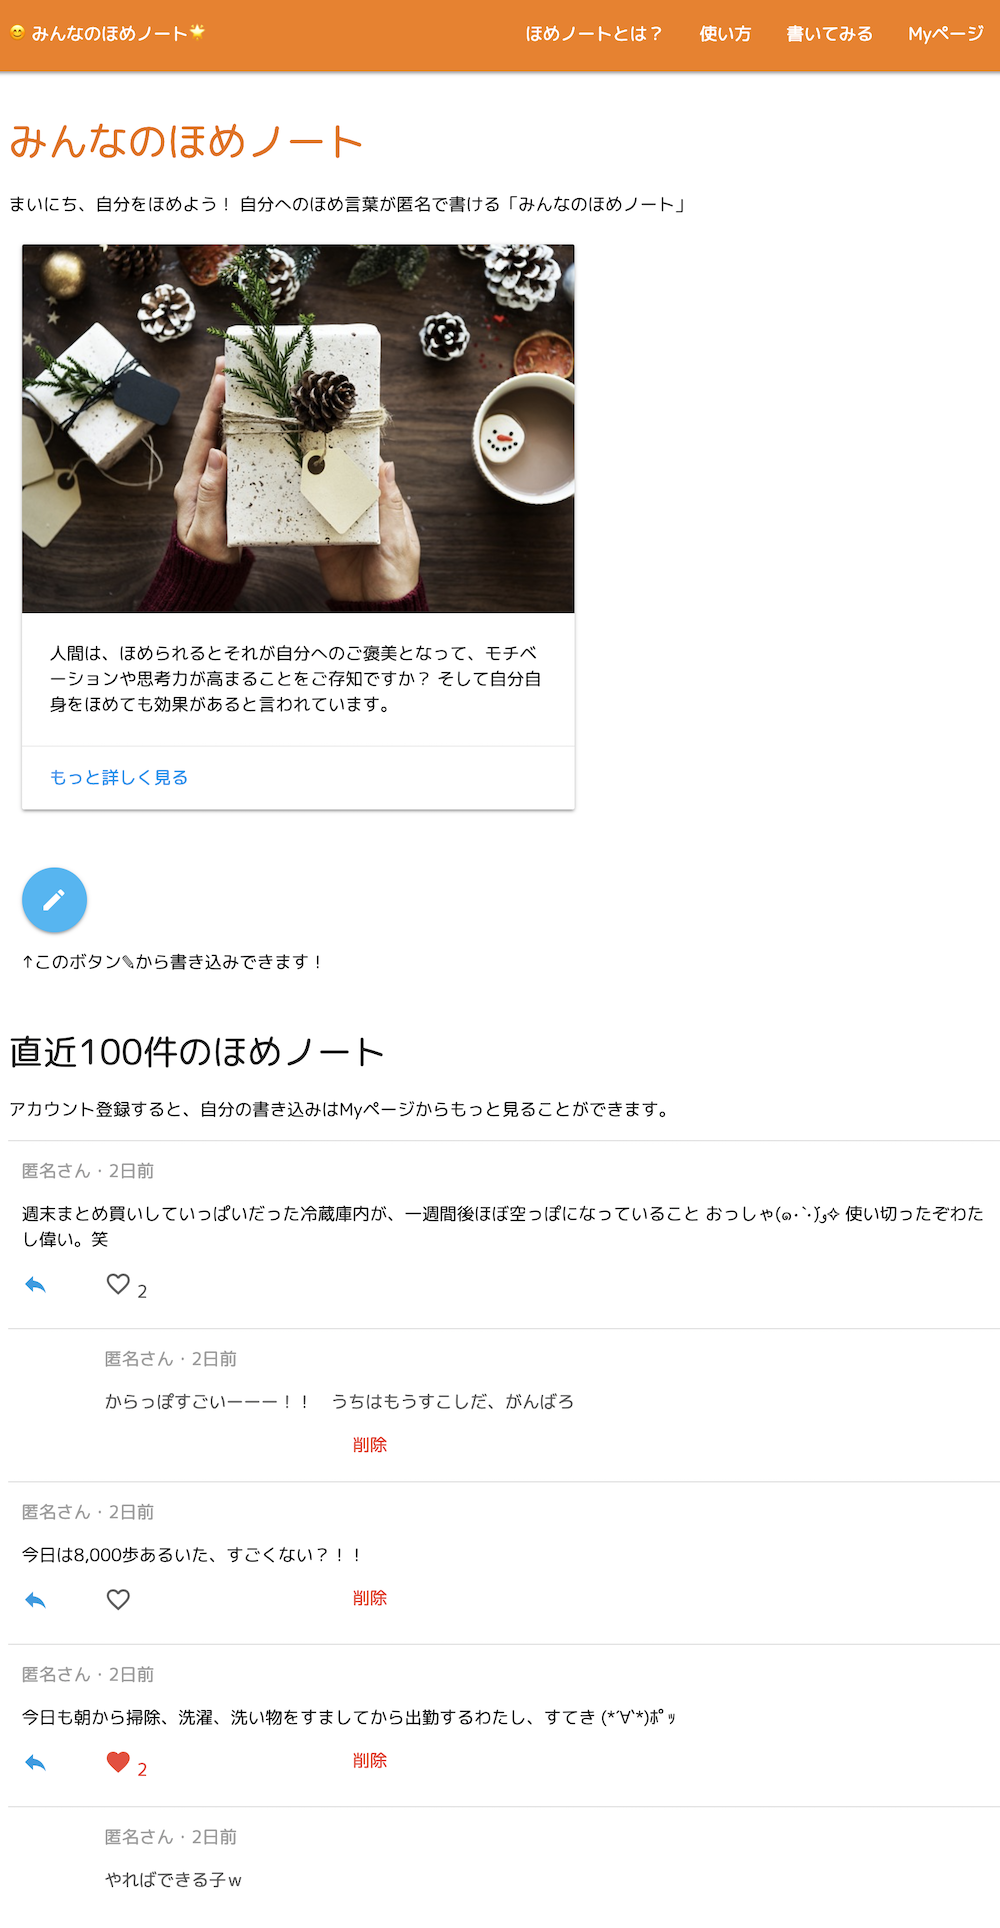 😊 みんなのほめノート🌟 ほめノートとは？ 使い方 書いてみる Myページ
みんなのほめノート
まいにち、自分をほめよう！ 自分へのほめ言葉が匿名で書ける「みんなのほめノート」
人間は、ほめられるとそれが自分へのご褒美となって、モチベ
ーションや思考力が高まることをご存知ですか？ そして自分自
身をほめても効果があると言われています。
もっと詳しく見る
↑このボタン✎から書き込みできます！
直近100件のほめノート
アカウント登録すると、自分の書き込みはMyページからもっと見ることができます。
匿名さん・2日前
週末まとめ買いしていっぱいだった冷蔵庫内が、一週間後ほぼ空っぽになっていること おっしゃ(๑•̀ㅂ•́)و✧ 使い切ったぞわた
し偉い。笑
2
匿名さん・2日前
からっぽすごいーーー！！　うちはもうすこしだ、がんばろ
削除
匿名さん・2日前
今日は8,000歩あるいた、すごくない？！！
削除
匿名さん・2日前
今日も朝から掃除、洗濯、洗い物をすましてから出勤するわたし、すてき (*´∀`*)ﾎﾟｯ
2 削除
匿名さん・2日前
やればできる子ｗ